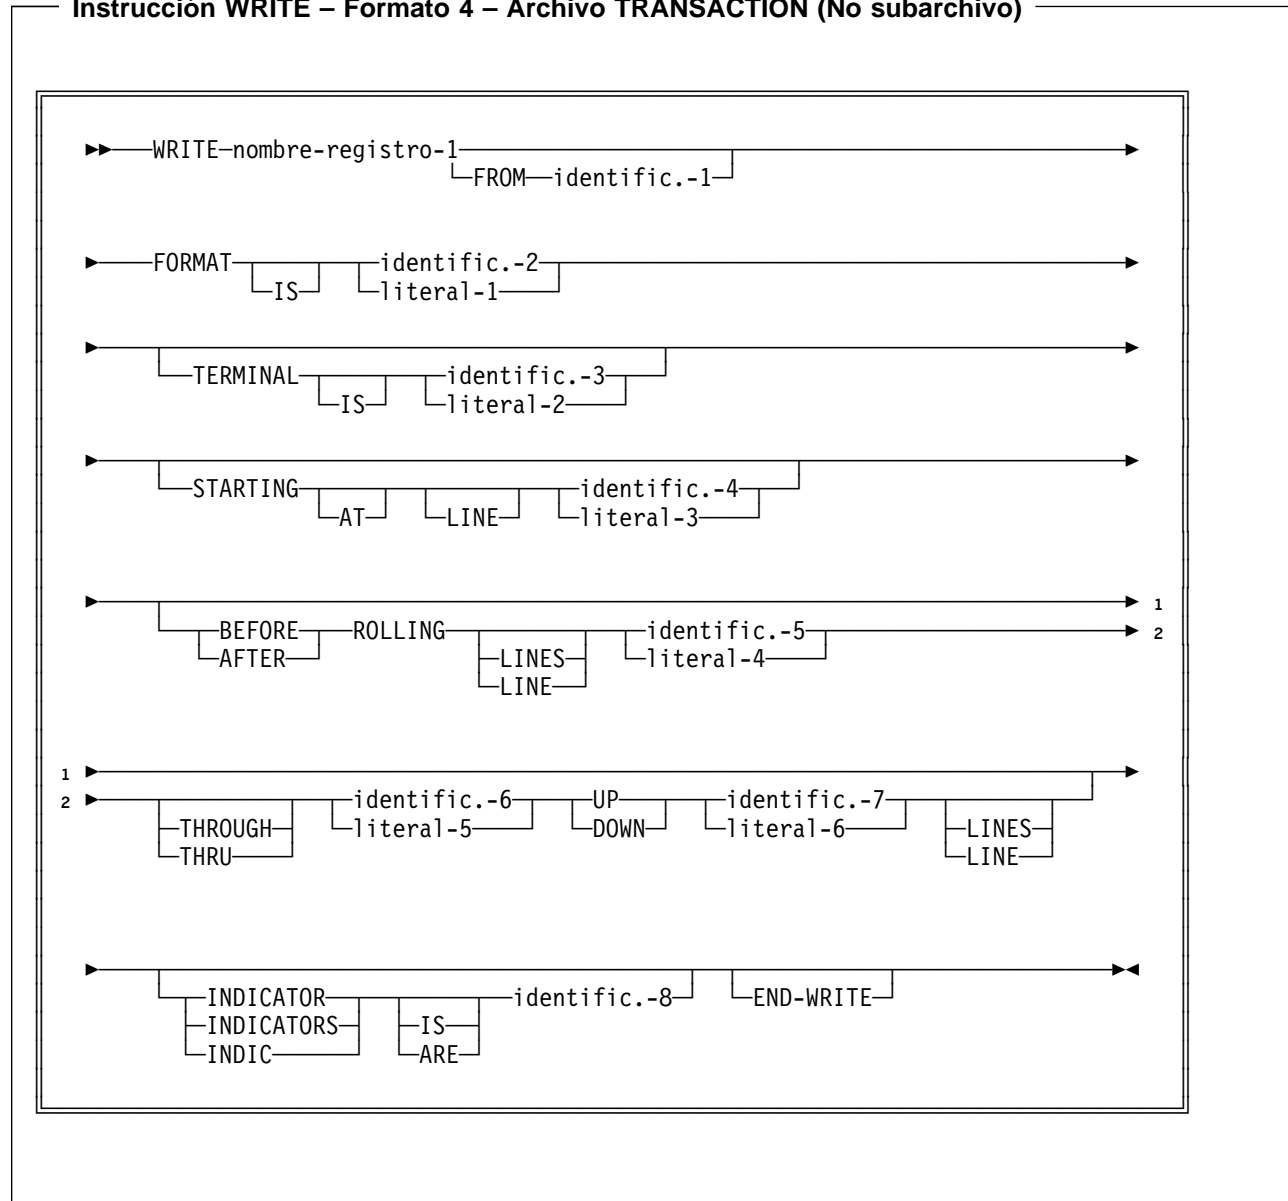 Instrucción WRITE – Formato 4 – Archivo TRANSACTION (No subarchivo)
WRITE nombre-registro-1
FROM identific.-1
FORMAT identific.-2
IS literal-1
TERMINAL identific.-3
IS literal-2
STARTING identific.-4
AT LINE literal-3
1
BEFORE ROLLING identific.-5 2
AFTER LINES literal-4
LINE
1
2 identific.-6 UP identific.-7
THROUGH literal-5 DOWN literal-6 LINES
THRU LINE
INDICATOR identific.-8 END-WRITE
INDICATORS IS
INDIC ARE